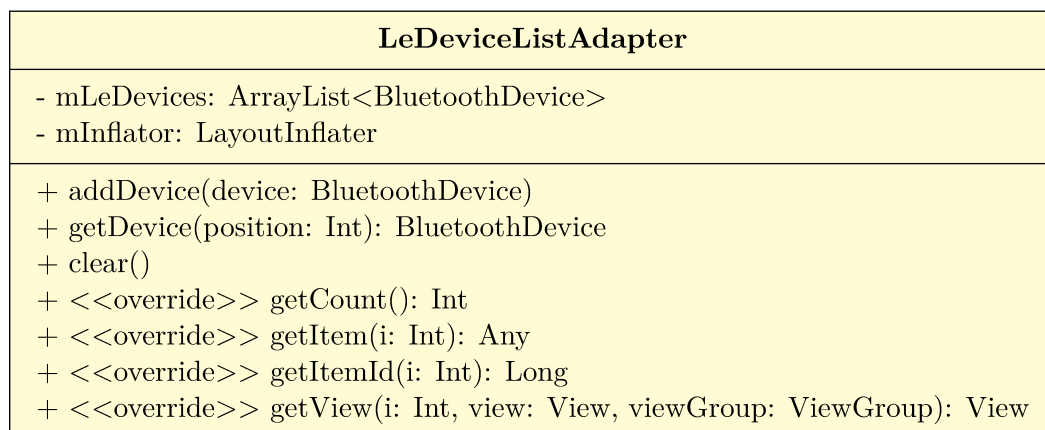 LeDeviceListAdapter
- mLeDevices: ArrayList<BluetoothDevice>
- mInflator: LayoutInflater
+ addDevice(device: BluetoothDevice)
+ getDevice(position: Int): BluetoothDevice
+ clear()
+ <<override>> getCount(): Int
+ <<override>> getItem(i: Int): Any
+ <<override>> getItemId(i: Int): Long
+ <<override>> getView(i: Int, view: View, viewGroup: ViewGroup): View